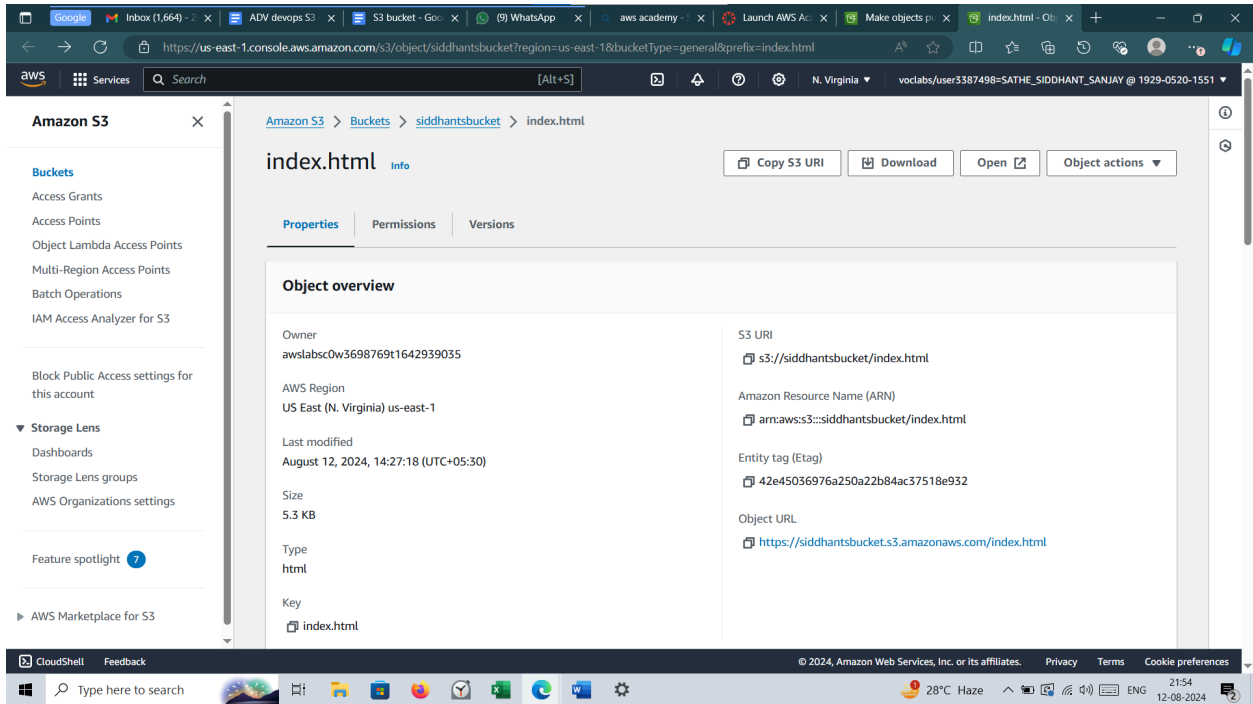 Google
Inbox (1,664) - 2
ADV devops S3
S3 bucket - Goo
(9) WhatsApp
aws academy - S
Launch AWS Aca
Make objects pu
index.html - Obj
https://us-east-1.console.aws.amazon.com/s3/object/siddhantsbucket?region=us-east-1&bucketType=general&prefix=index.html
aws
Services
Search
[Alt+S]
N. Virginia
voclabs/user3387498=SATHE_SIDDHANT_SANJAY @ 1929-0520-1551
Amazon S3
Buckets
Access Grants
Access Points
Object Lambda Access Points
Multi-Region Access Points
Batch Operations
IAM Access Analyzer for S3
Block Public Access settings for
this account
Storage Lens
Dashboards
Storage Lens groups
AWS Organizations settings
Feature spotlight 7
AWS Marketplace for S3
Amazon S3 > Buckets > siddhantsbucket > index.html
index.html Info
Copy S3 URI
Download
Open
Object actions
Properties
Permissions
Versions
Object overview
Owner
awslabsc0w3698769t1642939035
AWS Region
US East (N. Virginia) us-east-1
Last modified
August 12, 2024, 14:27:18 (UTC+05:30)
Size
5.3 KB
Type
html
Key
index.html
S3 URI
s3://siddhantsbucket/index.html
Amazon Resource Name (ARN)
arn:aws:s3:::siddhantsbucket/index.html
Entity tag (Etag)
42e45036976a250a22b84ac37518e932
Object URL
https://siddhantsbucket.s3.amazonaws.com/index.html
CloudShell
Feedback
© 2024, Amazon Web Services, Inc. or its affiliates.
Privacy
Terms
Cookie preferences
Type here to search
28°C Haze
ENG
21:54
12-08-2024
2